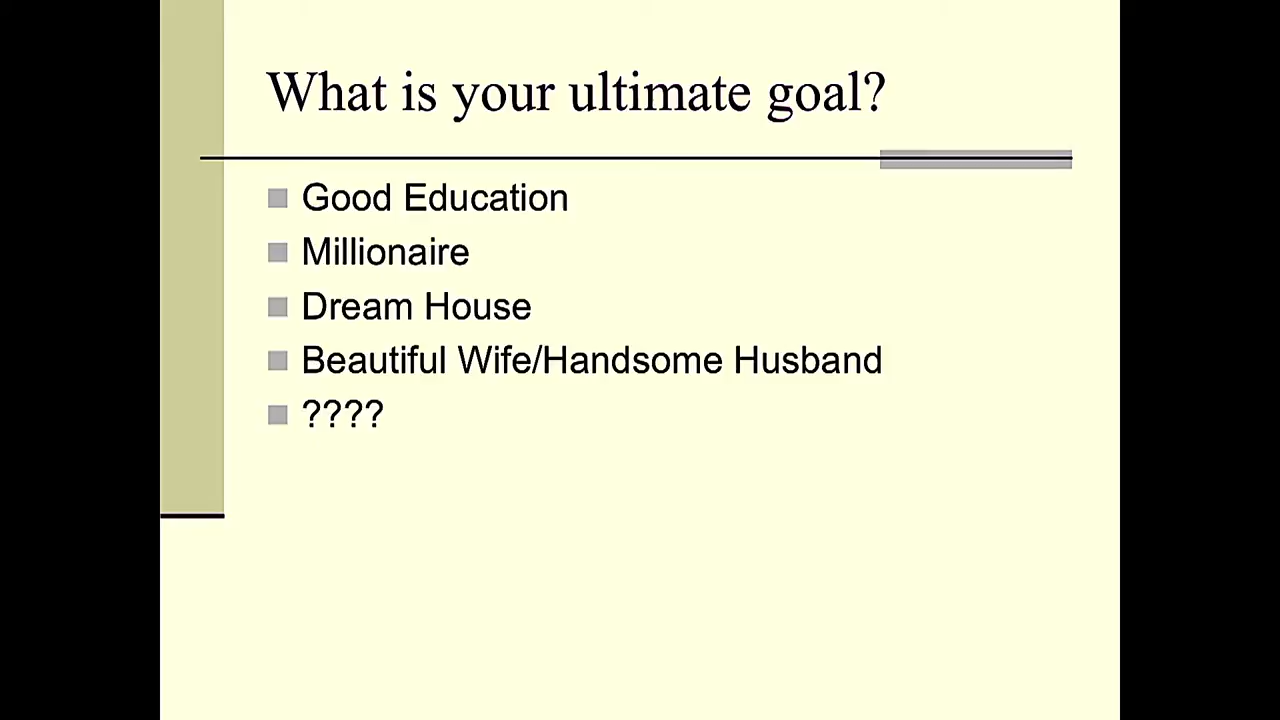 What is your ultimate goal?
Good Education
Millionaire
Dream House
Beautiful Wife/Handsome Husband
????